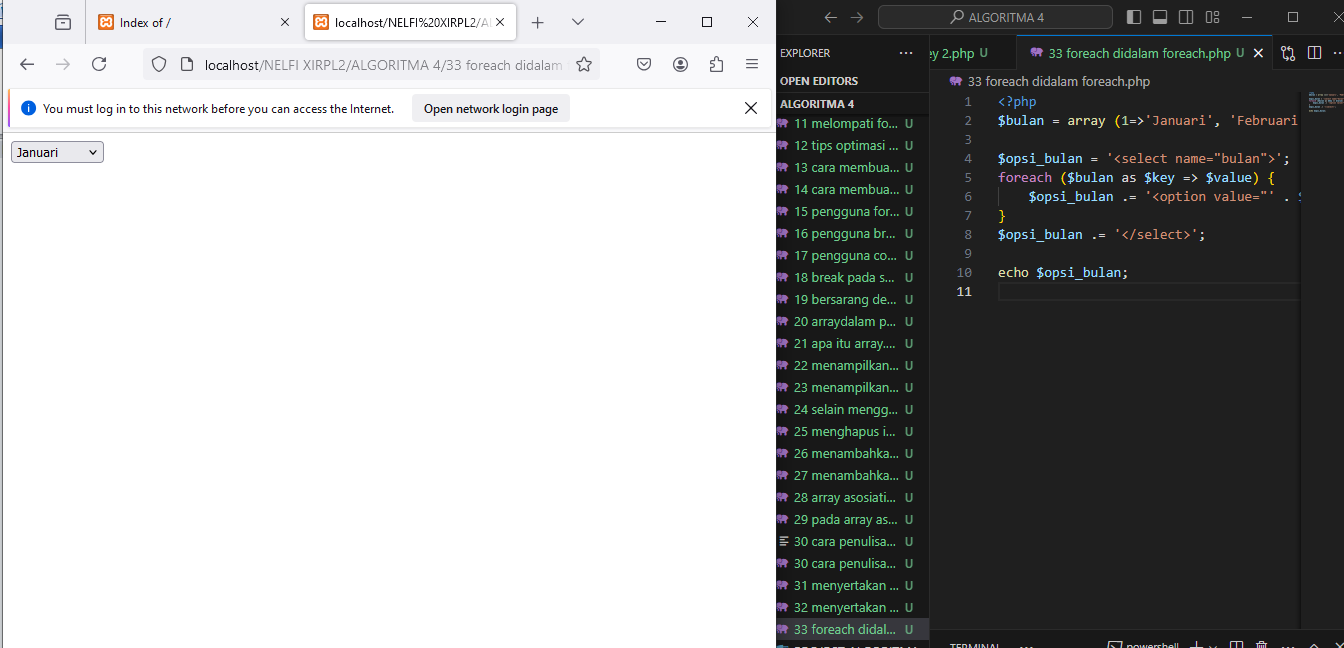 Index of /
localhost/NELFI%20XIRPL2/AL
localhost/NELFI XIRPL2/ALGORITMA 4/33 foreach didalam
You must log in to this network before you can access the Internet.
Open network login page
Januari
ALGORITMA 4
EXPLORER
OPEN EDITORS
ALGORITMA 4
11 melompati fo... U
12 tips optimasi ... U
13 cara membua... U
14 cara membua... U
15 pengguna for... U
16 pengguna br... U
17 pengguna co... U
18 break pada s... U
19 bersarang de... U
20 arraydalam p... U
21 apa itu array.... U
22 menampilkan... U
23 menampilkan... U
24 selain mengg... U
25 menghapus i... U
26 menambahka... U
27 menambahka... U
28 array asosiati... U
29 pada array as... U
30 cara penulisa... U
30 cara penulisa... U
31 menyertakan ... U
32 menyertakan ... U
33 foreach didal... U
ey 2.php U
33 foreach didalam foreach.php U
33 foreach didalam foreach.php
1 <?php
2 $bulan = array (1=>'Januari', 'Februari
3
4 $opsi_bulan = '<select name="bulan">';
5 foreach ($bulan as $key => $value) {
6 $opsi_bulan .= '<option value="' . $
7 }
8 $opsi_bulan .= '</select>';
9
10 echo $opsi_bulan;
11
TERMINAL
powershell